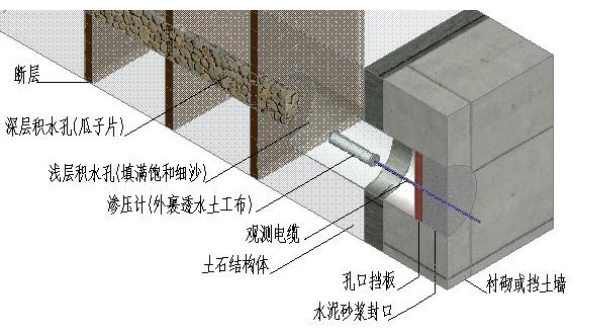 断层
深层积水孔(瓜子片)
浅层积水孔(填满饱和细沙)
渗压计(外裹透水土工布)
观测电缆
土石结构体
孔口挡板
水泥砂浆封口
衬砌或挡土墙